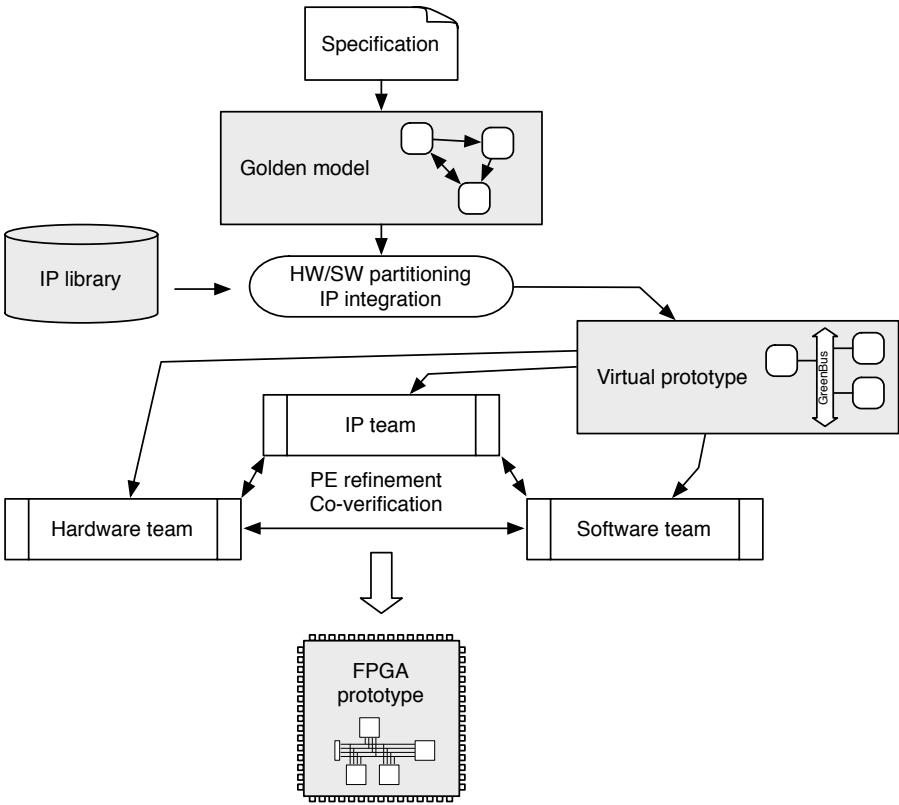 Specification
Golden model
IP library
HW/SW partitioning
IP integration
Virtual prototype
GreenBus
IP team
PE refinement
Co-verification
Hardware team
Software team
FPGA
prototype